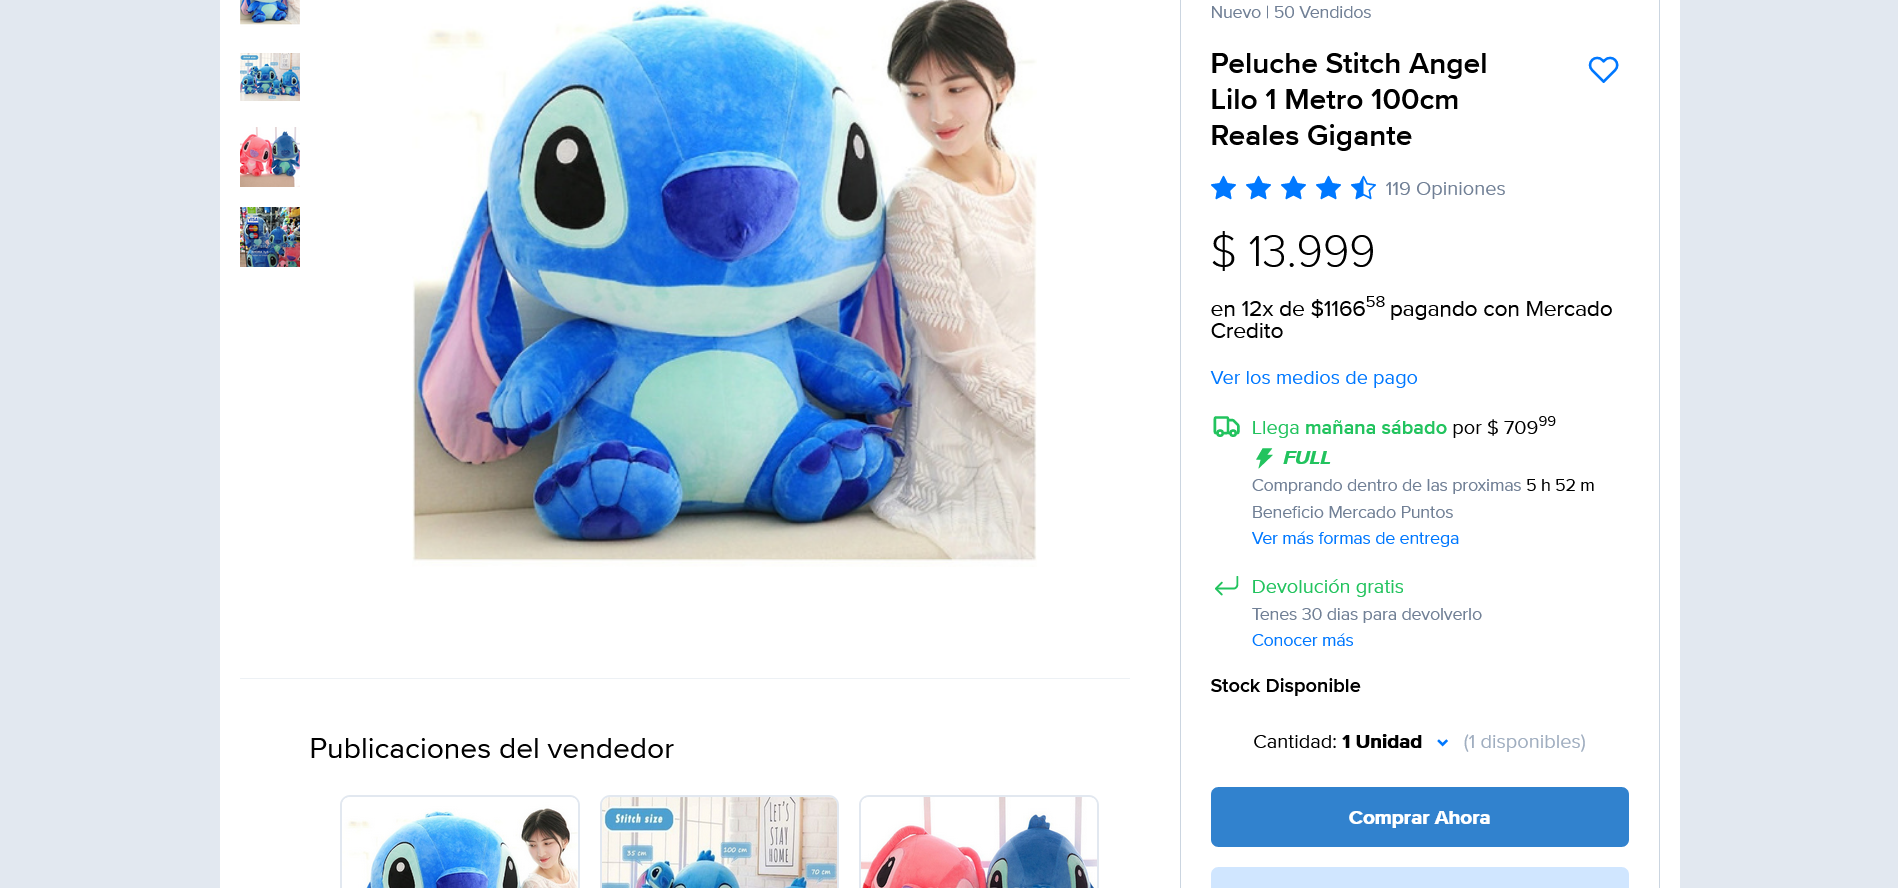 Nuevo | 50 Vendidos
Peluche Stitch Angel
Lilo 1 Metro 100cm
Reales Gigante
119 Opiniones
$ 13.999
en 12x de $1166 58 pagando con Mercado
Credito
Ver los medios de pago
Llega mañana sábado por $ 709 99
FULL
Comprando dentro de las proximas 5 h 52 m
Beneficio Mercado Puntos
Ver más formas de entrega
Devolución gratis
Tenes 30 dias para devolverlo
Conocer más
Stock Disponible
Cantidad: 1 Unidad (1 disponibles)
Comprar Ahora
VISA
Publicaciones del vendedor
Stitch size
35 cm
100 cm
70 cm
LET'S
STAY
HOME.